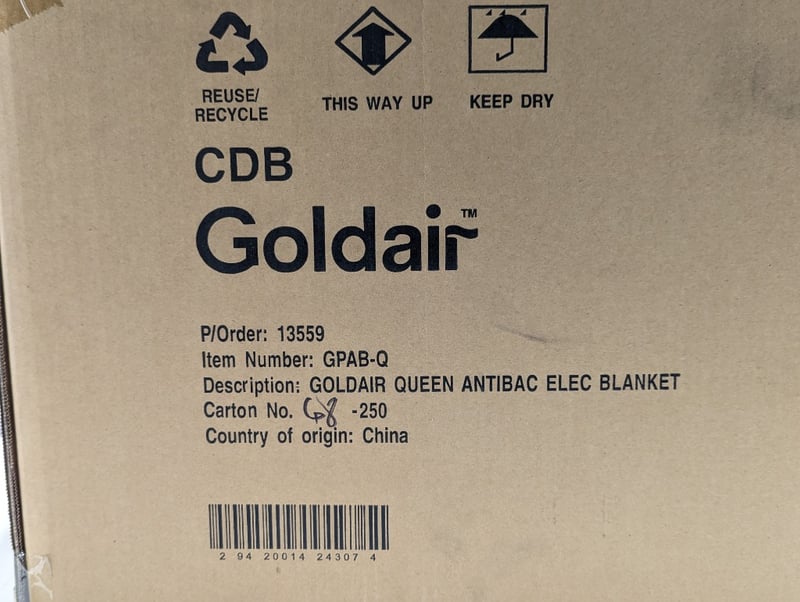 REUSE/
RECYCLE
THIS WAY UP
KEEP DRY
CDB
Goldair™
P/Order: 13559
Item Number: GPAB-Q
Description: GOLDAIR QUEEN ANTIBAC ELEC BLANKET
Carton No. 68 -250
Country of origin: China
2 94 20014 24307 4